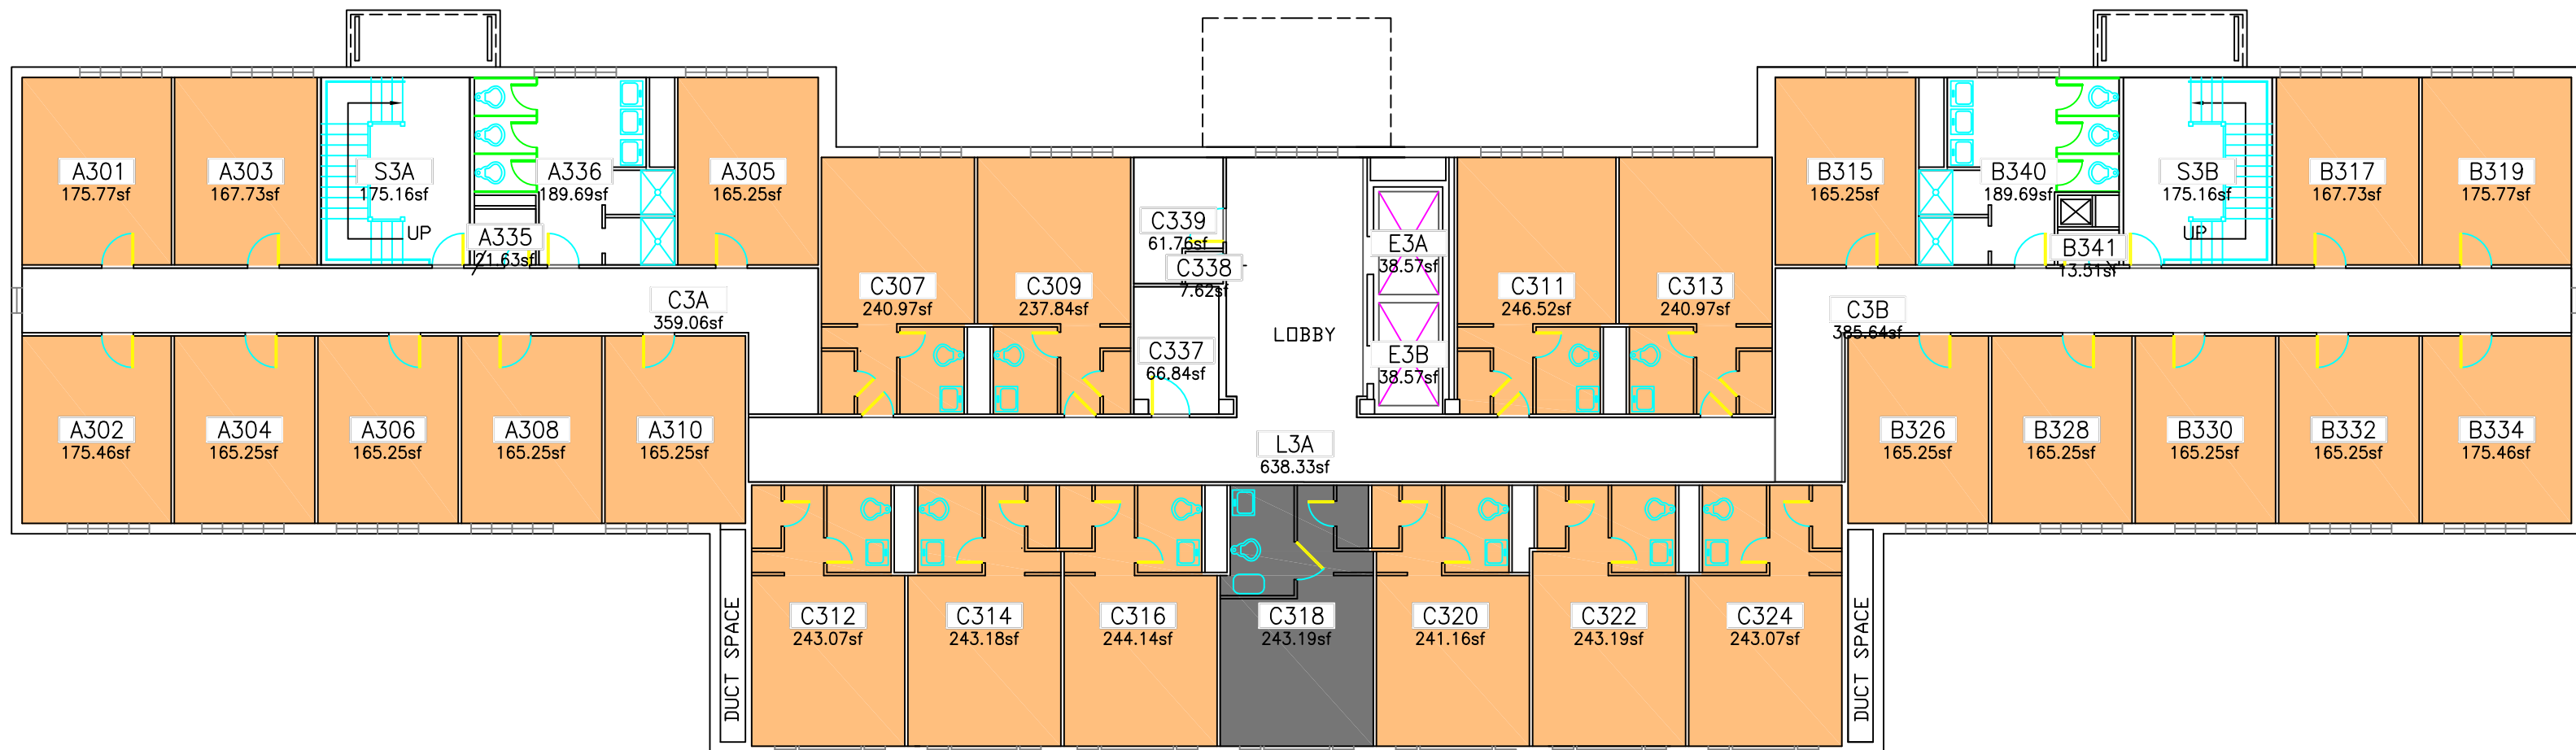 A301
175.77sf
A303
167.73sf
S3A
175.16sf
UP
A336
189.69sf
A335
21.63sf
A305
165.25sf
C3A
359.06sf
A302
175.46sf
A304
165.25sf
A306
165.25sf
A308
165.25sf
A310
165.25sf
C307
240.97sf
C309
237.84sf
C339
61.76sf
C338
7.62sf
C337
66.84sf
LOBBY
E3A
38.57sf
E3B
38.57sf
C311
246.52sf
C313
240.97sf
L3A
638.33sf
B315
165.25sf
B340
189.69sf
B341
13.51sf
S3B
175.16sf
UP
B317
167.73sf
B319
175.77sf
C3B
385.64sf
B326
165.25sf
B328
165.25sf
B330
165.25sf
B332
165.25sf
B334
175.46sf
DUCT SPACE
C312
243.07sf
C314
243.18sf
C316
244.14sf
C318
243.19sf
C320
241.16sf
C322
243.19sf
C324
243.07sf
DUCT SPACE